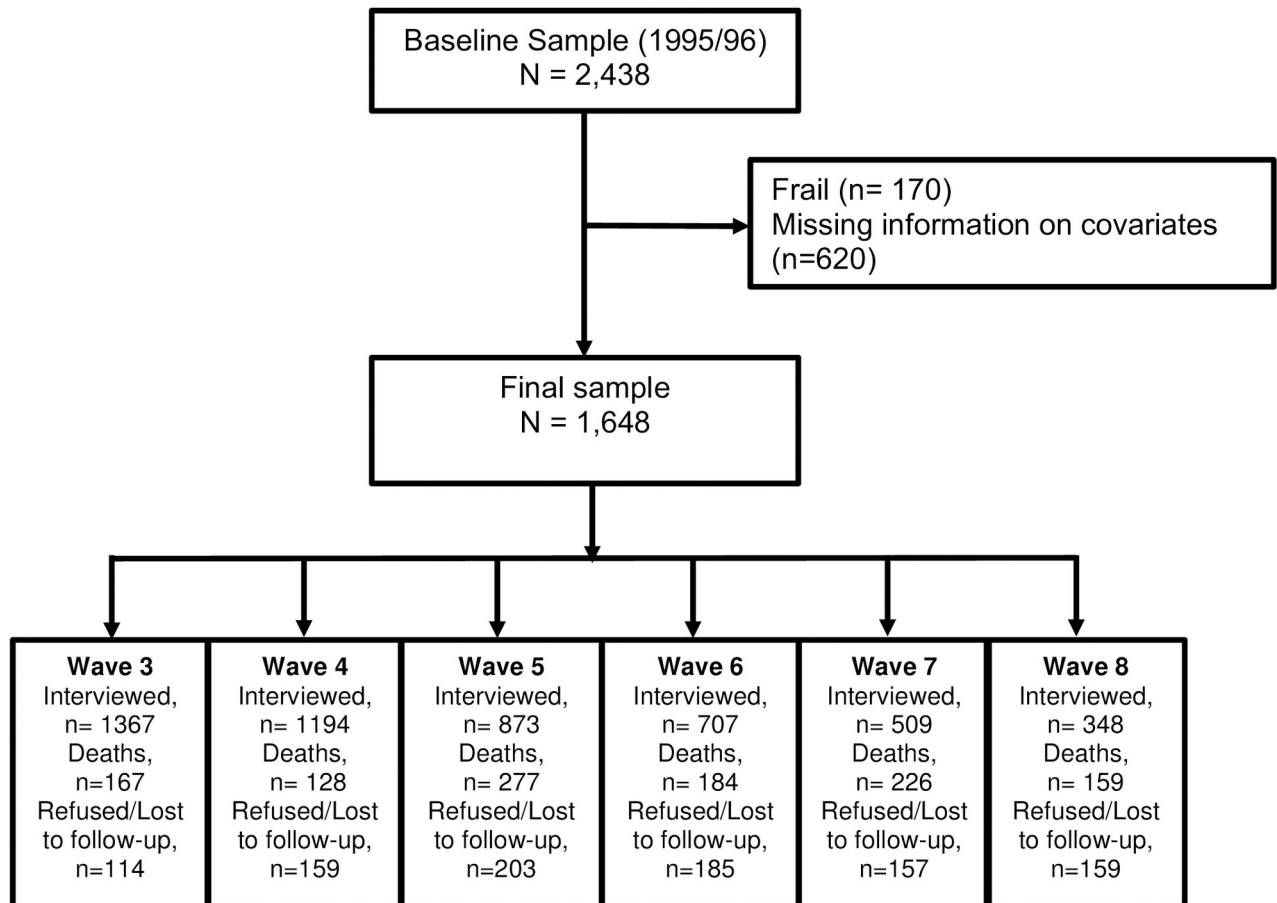 Baseline Sample (1995/96)
N = 2,438
Frail (n= 170)
Missing information on covariates
(n=620)
Final sample
N = 1,648
Wave 3
Interviewed,
n= 1367
Deaths,
n=167
Refused/Lost
to follow-up,
n=114
Wave 4
Interviewed,
n= 1194
Deaths,
n= 128
Refused/Lost
to follow-up,
n=159
Wave 5
Interviewed,
n= 873
Deaths,
n= 277
Refused/Lost
to follow-up,
n=203
Wave 6
Interviewed,
n= 707
Deaths,
n= 184
Refused/Lost
to follow-up,
n=185
Wave 7
Interviewed,
n= 509
Deaths,
n= 226
Refused/Lost
to follow-up,
n=157
Wave 8
Interviewed,
n= 348
Deaths,
n= 159
Refused/Lost
to follow-up,
n=159